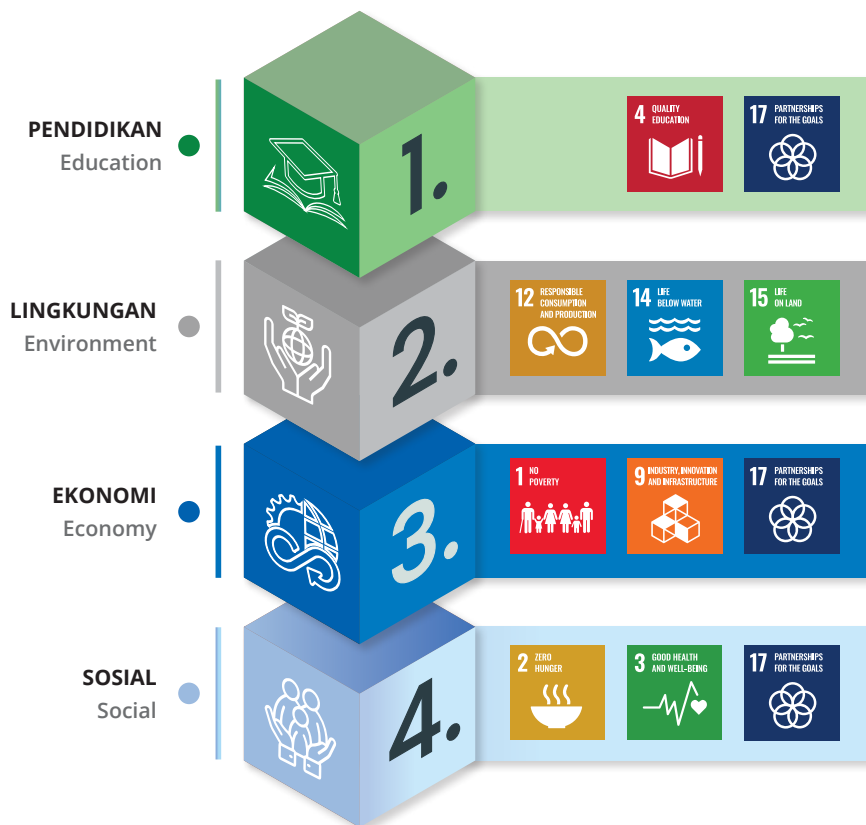 PENDIDIKAN
Education
1.
4 QUALITY
EDUCATION
17 PARTNERSHIPS
FOR THE GOALS
LINGKUNGAN
Environment
2.
12 RESPONSIBLE
CONSUMPTION
AND PRODUCTION
14 LIFE
BELOW WATER
15 LIFE
ON LAND
EKONOMI
Economy
3.
1 NO
POVERTY
9 INDUSTRY, INNOVATION
AND INFRASTRUCTURE
17 PARTNERSHIPS
FOR THE GOALS
SOSIAL
Social
4.
2 ZERO
HUNGER
3 GOOD HEALTH
AND WELL-BEING
17 PARTNERSHIPS
FOR THE GOALS